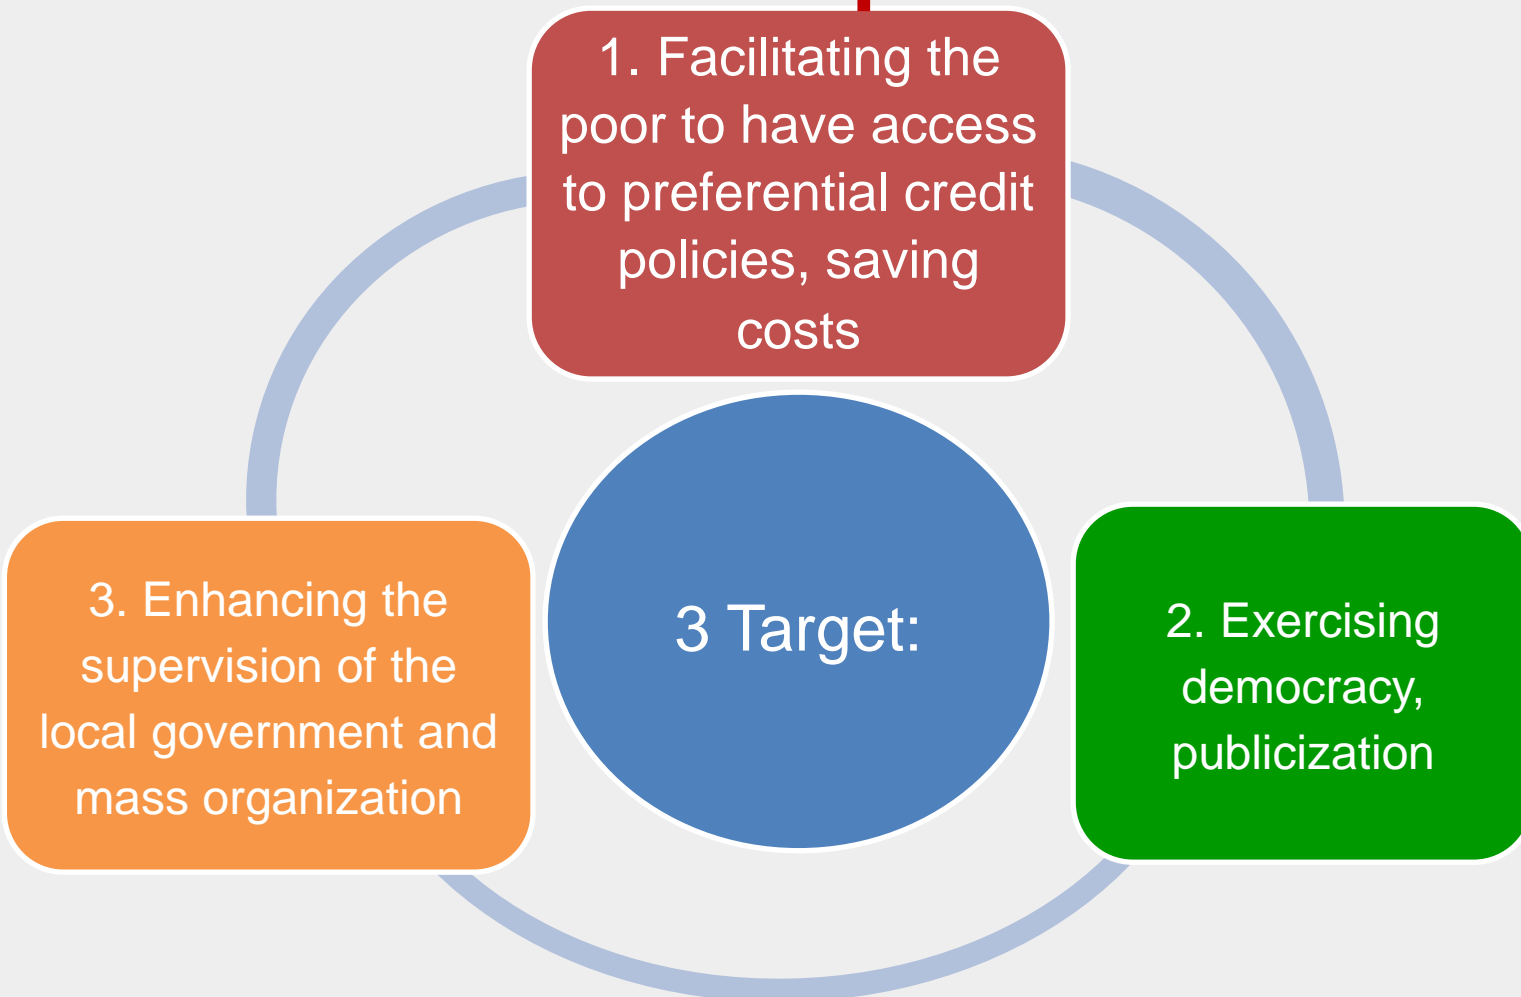 1. Facilitating the
poor to have access
to preferential credit
policies, saving
costs
3 Target:
2. Exercising
democracy,
publicization
3. Enhancing the
supervision of the
local government and
mass organization